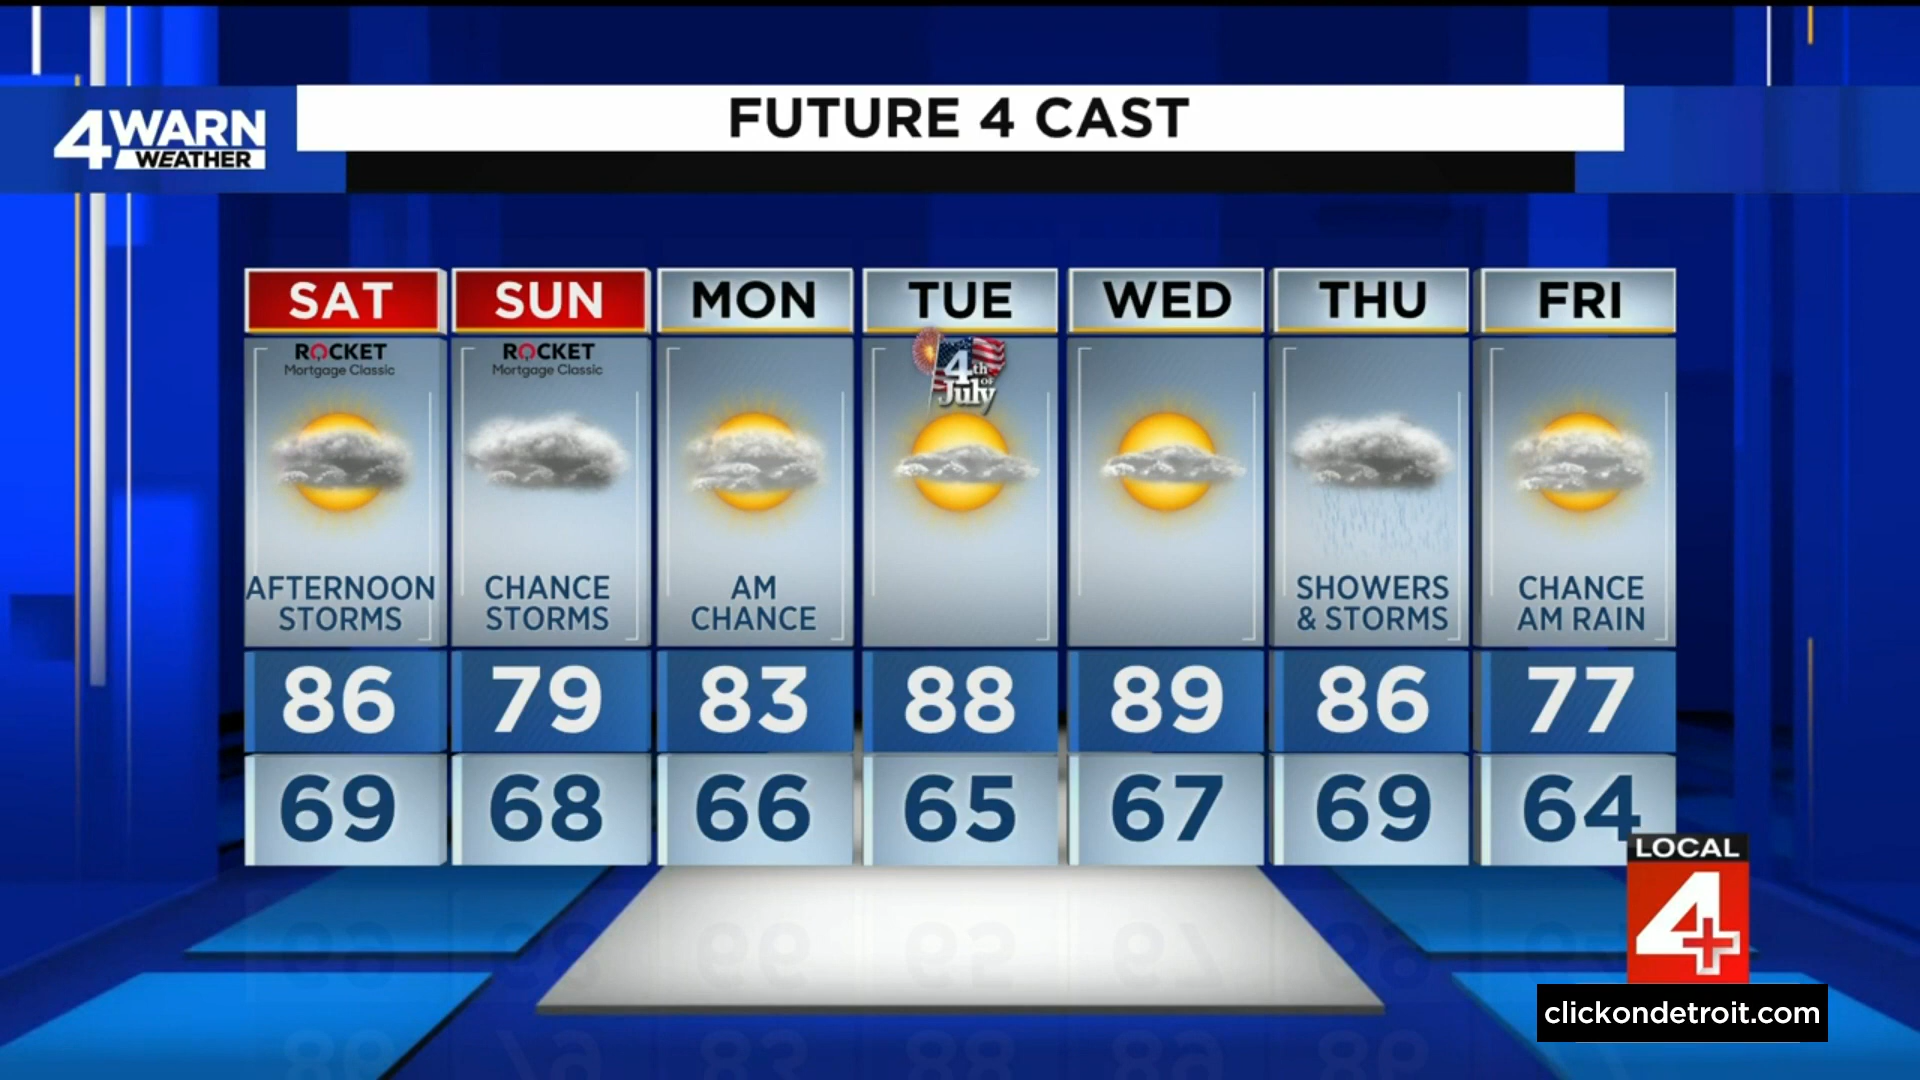 4WARN
WEATHER
FUTURE 4 CAST
SAT SUN MON TUE WED THU FRI
ROCKET
Mortgage Classic
ROCKET
Mortgage Classic
4th
of
July
AFTERNOON
STORMS
CHANCE
STORMS
AM
CHANCE
SHOWERS
& STORMS
CHANCE
AM RAIN
86 79 83 88 89 86 77
69 68 66 65 67 69 64
LOCAL
4+
clickondetroit.com